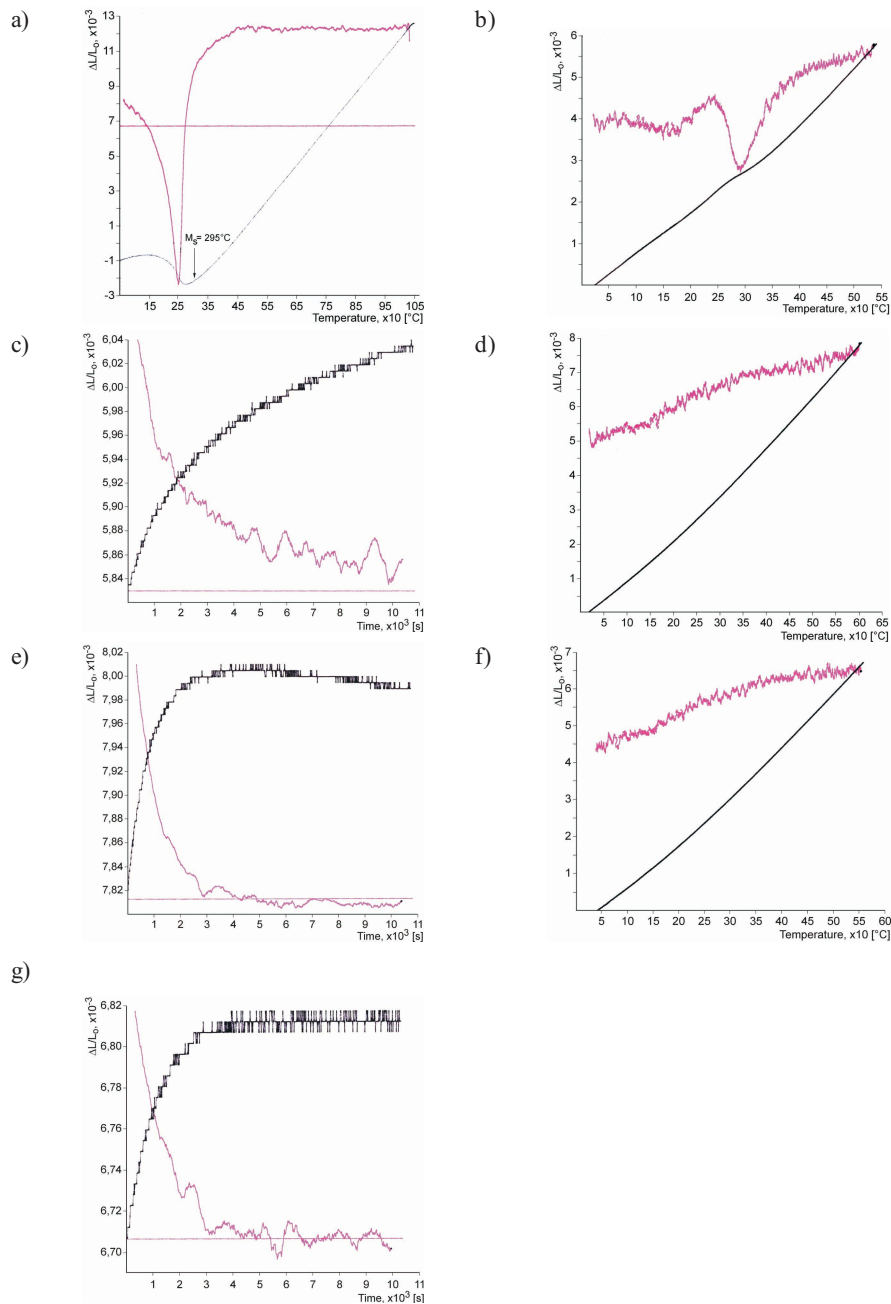 a)
ΔL/L₀, x10⁻³
13
11
9
7
5
3
1
-1
-3
Mₛ= 295°C
15 25 35 45 55 65 75 85 95 105
Temperature, x10 [°C]
b)
ΔL/L₀, x10⁻³
6
5
4
3
2
1
5 10 15 20 25 30 35 40 45 50 55
Temperature, x10 [°C]
c)
ΔL/L₀, x10⁻³
6,04
6,00
5,98
5,96
5,94
5,92
5,90
5,88
5,86
5,84
1 2 3 4 5 6 7 8 9 10 11
Time, x10³ [s]
d)
ΔL/L₀, x10⁻³
8
7
6
5
4
3
2
1
5 10 15 20 25 30 35 40 45 50 55 60 65
Temperature, x10 [°C]
e)
ΔL/L₀, x10⁻³
8,02
8,00
7,98
7,96
7,94
7,92
7,90
7,88
7,86
7,84
7,82
1 2 3 4 5 6 7 8 9 10 11
Time, x10³ [s]
f)
ΔL/L₀, x10⁻³
7
6
5
4
3
2
1
5 10 15 20 25 30 35 40 45 50 55 60
Temperature, x10 [°C]
g)
ΔL/L₀, x10⁻³
6,82
6,80
6,78
6,76
6,74
6,72
6,70
1 2 3 4 5 6 7 8 9 10 11
Time, x10³ [s]